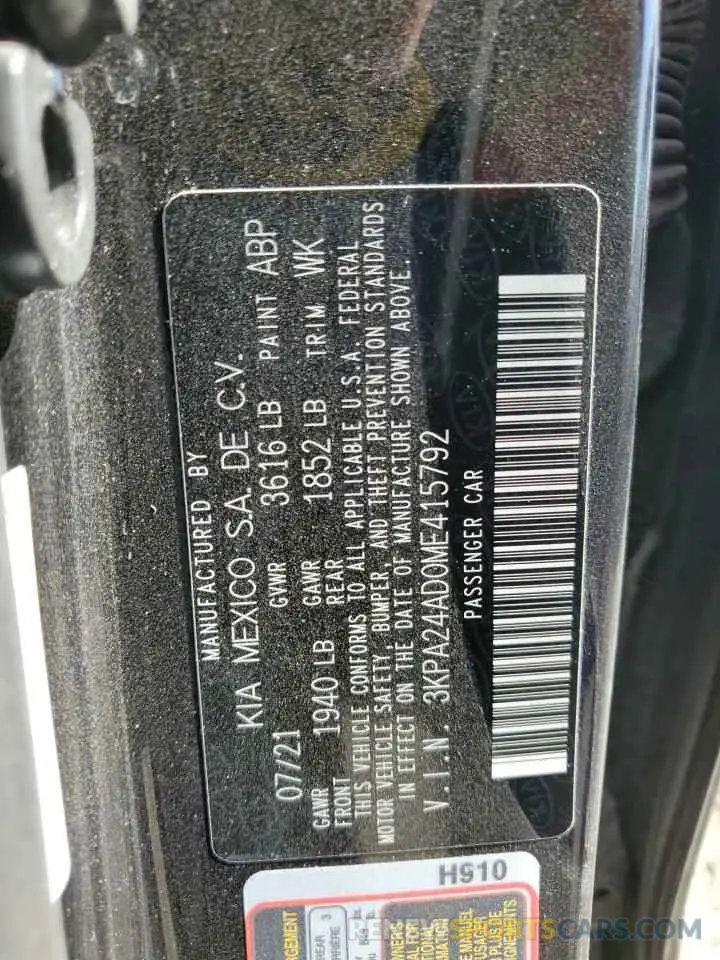 MANUFACTURED BY
KIA MEXICO S.A. DE C.V.
07/21 GVWR 3616 LB PAINT ABP
GAWR FRONT 1940 LB GAWR REAR 1852 LB TRIM WK
THIS VEHICLE CONFORMS TO ALL APPLICABLE U.S.A. FEDERAL
MOTOR VEHICLE SAFETY, BUMPER, AND THEFT PREVENTION STANDARDS
IN EFFECT ON THE DATE OF MANUFACTURE SHOWN ABOVE.
V.I.N. 3KPA24AD0ME415792
PASSENGER CAR
H910
REAR 3